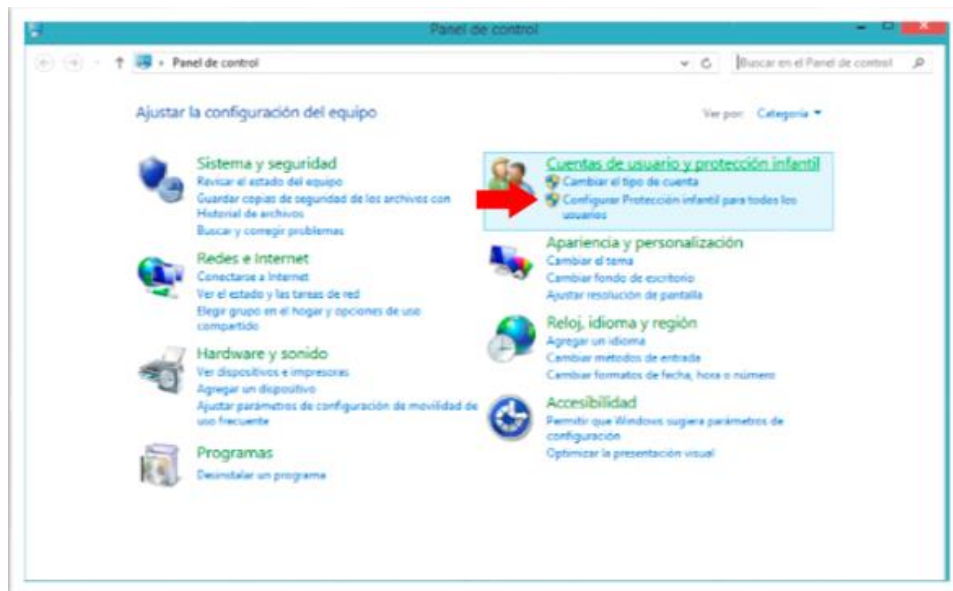 Panel de control
Panel de control
Buscar en el Panel de control
Ajustar la configuración del equipo
Ver por: Categoría
Sistema y seguridad
Revisar el estado del equipo
Guardar copias de seguridad de los archivos con
Historial de archivos
Buscar y corregir problemas
Redes e Internet
Conectarse a Internet
Ver el estado y las tareas de red
Elegir grupo en el hogar y opciones de uso
compartido
Hardware y sonido
Ver dispositivos e impresoras
Agregar un dispositivo
Ajustar parámetros de configuración de movilidad de
uso frecuente
Programas
Desinstalar un programa
Cuentas de usuario y protección infantil
Cambiar el tipo de cuenta
Configurar Protección infantil para todos los
usuarios
Apariencia y personalización
Cambiar el tema
Cambiar fondo de escritorio
Ajustar resolución de pantalla
Reloj, idioma y región
Agregar un idioma
Cambiar métodos de entrada
Cambiar formatos de fecha, hora o número
Accesibilidad
Permitir que Windows sugiera parámetros de
configuración
Optimizar la presentación visual